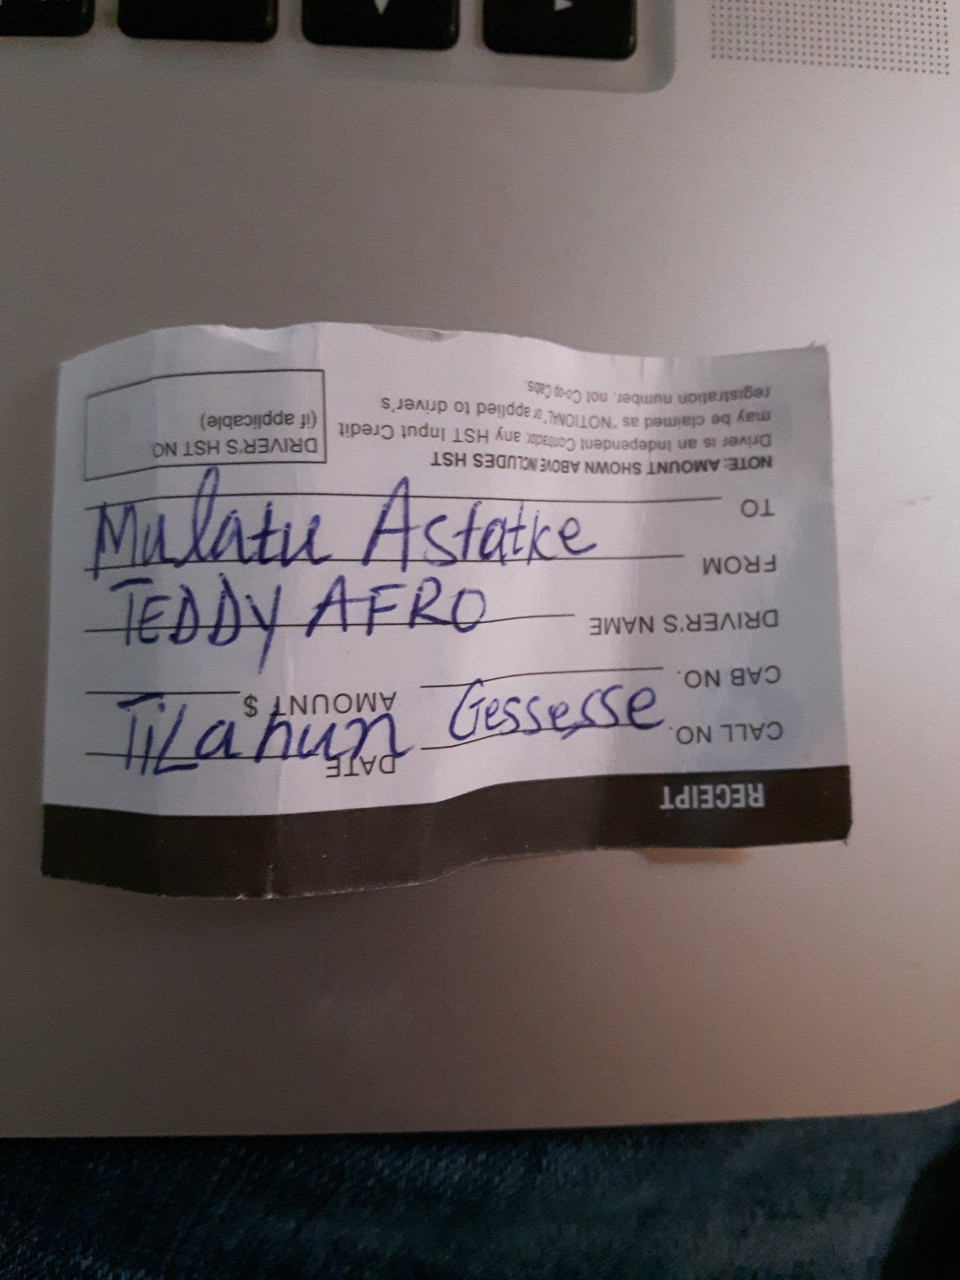 Mulatu Astatke
TEDDY AFRO
TiLahun Gessesse
RECEIPT
CALL NO.
DATE
CAB NO.
AMOUNT $
DRIVER'S NAME
FROM
TO
NOTE: AMOUNT SHOWN ABOVE INCLUDES HST
Driver is an Independent Contractor, any HST Input Credit
may be claimed as "NOTIONAL" or applied to driver's
registration number, not Co-op Cabs.
DRIVER'S HST NO.
(if applicable)